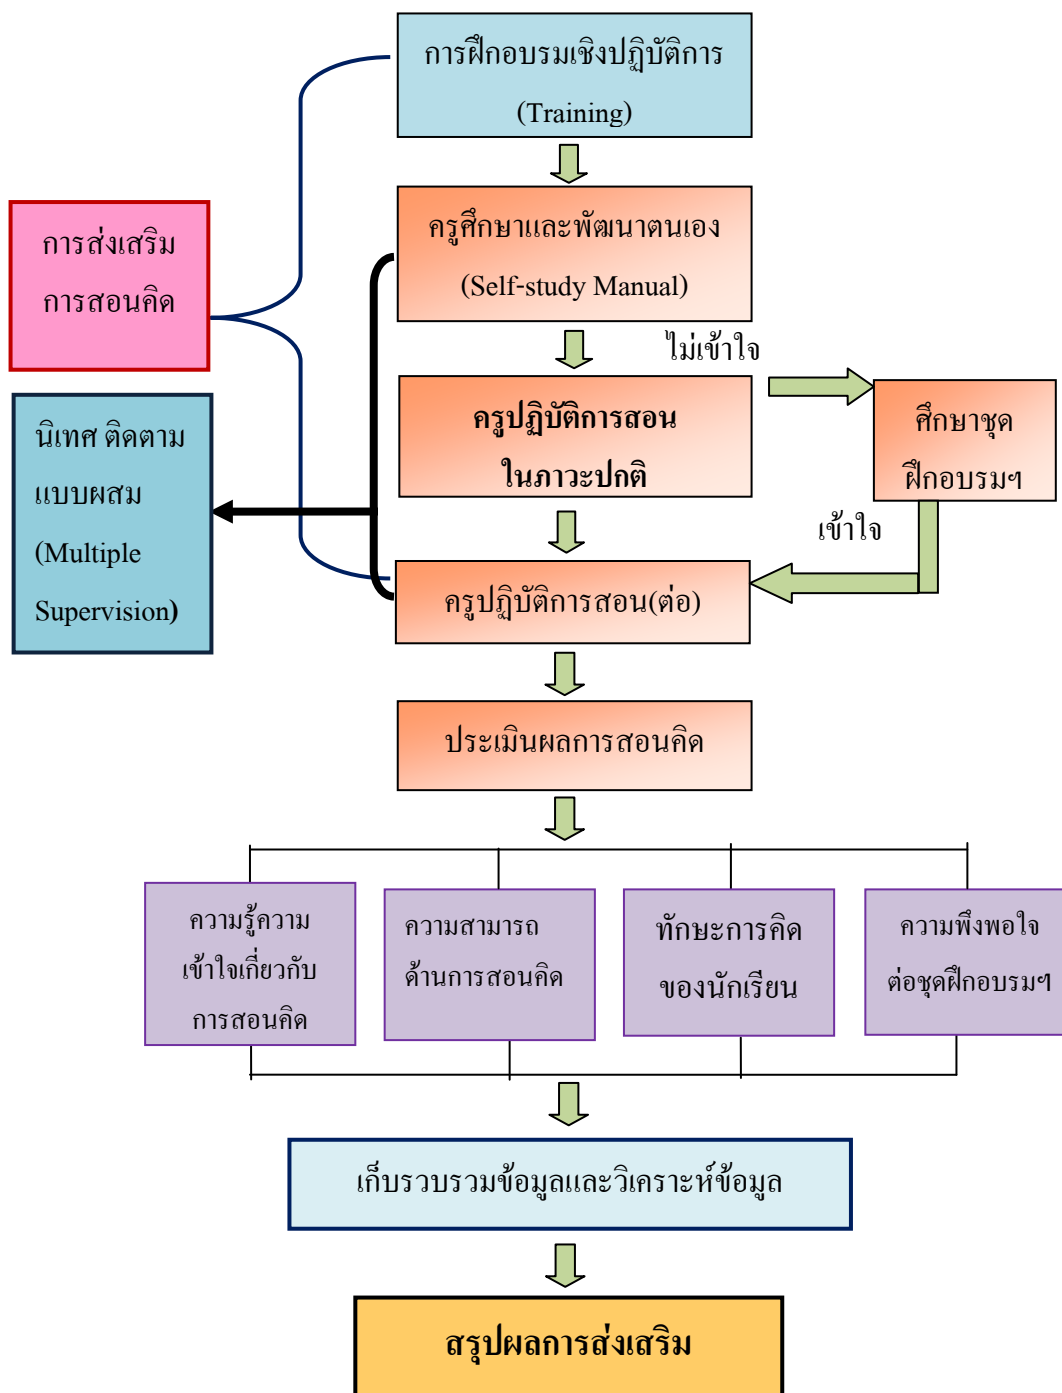 การฝึกอบรมเชิงปฏิบัติการ
(Training)
ครูศึกษาและพัฒนาตนเอง
(Self-study Manual)
การส่งเสริม
การสอนคิด
ไม่เข้าใจ
ครูปฏิบัติการสอน
ในภาวะปกติ
ศึกษาชุด
ฝึกอบรมฯ
นิเทศ ติดตาม
แบบผสม
(Multiple
Supervision)
เข้าใจ
ครูปฏิบัติการสอน(ต่อ)
ประเมินผลการสอนคิด
ความรู้ความ
เข้าใจเกี่ยวกับ
การสอนคิด
ความสามารถ
ด้านการสอนคิด
ทักษะการคิด
ของนักเรียน
ความพึงพอใจ
ต่อชุดฝึกอบรมฯ
เก็บรวบรวมข้อมูลและวิเคราะห์ข้อมูล
สรุปผลการส่งเสริม